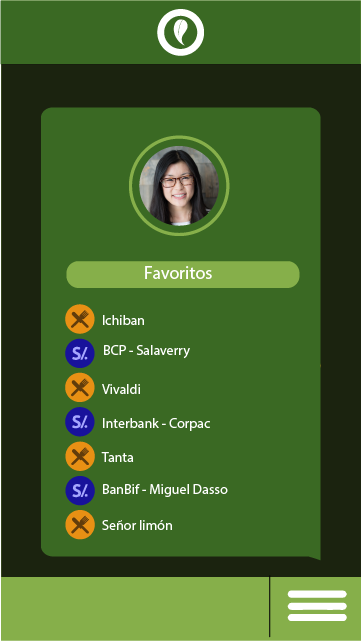 Favoritos
Ichiban
S/. BCP - Salaverry
Vivaldi
S/. Interbank - Corpac
Tanta
S/. BanBif - Miguel Dasso
Señor limón